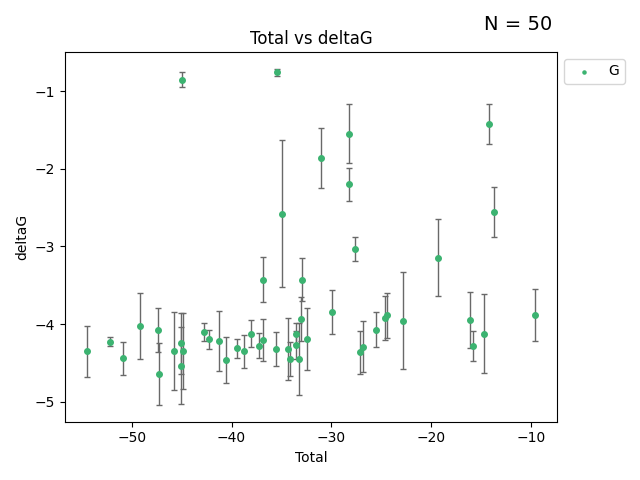 N = 50
Total vs deltaG
G
−1
−2
−3
−4
−5
deltaG
−50 −40 −30 −20 −10
Total